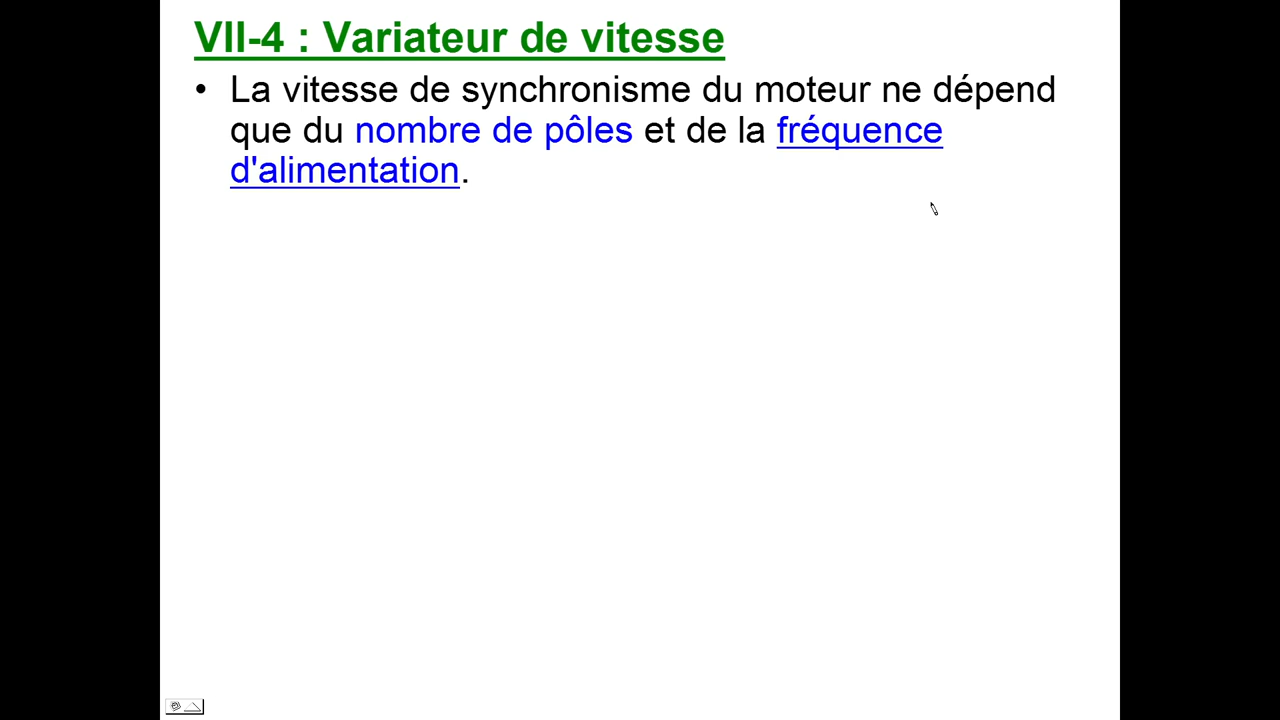 VII-4 : Variateur de vitesse
• La vitesse de synchronisme du moteur ne dépend
que du nombre de pôles et de la fréquence
d'alimentation.